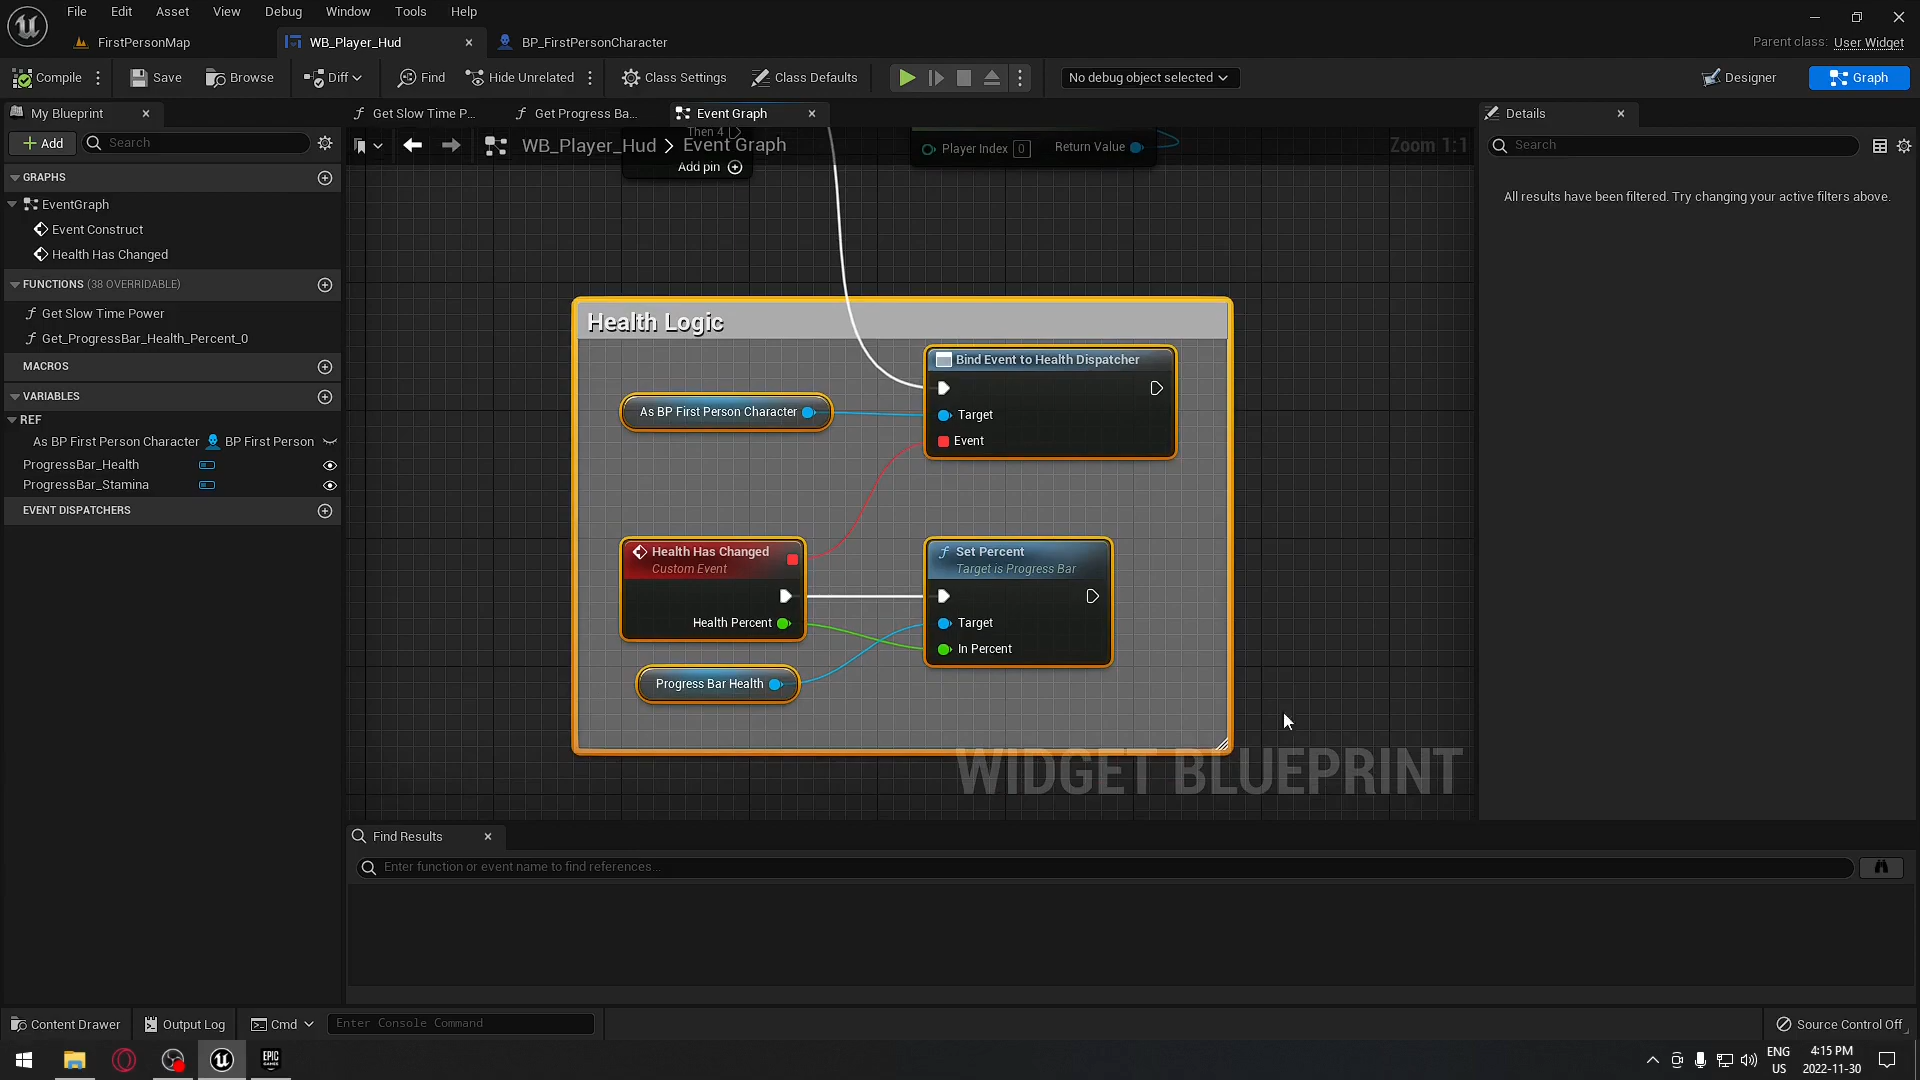 File Edit Asset View Debug Window Tools Help
FirstPersonMap
WB_Player_Hud
BP_FirstPersonCharacter
Parent class: User Widget
Compile
Save
Browse
Diff
Find
Hide Unrelated
Class Settings
Class Defaults
No debug object selected
Designer
Graph
My Blueprint
Get Slow Time P...
Get Progress Ba...
Event Graph
Details
Add
Search
GRAPHS
EventGraph
Event Construct
Health Has Changed
FUNCTIONS (38 OVERRIDABLE)
Get Slow Time Power
Get_ProgressBar_Health_Percent_0
MACROS
VARIABLES
REF
As BP First Person Character BP First Person
ProgressBar_Health
ProgressBar_Stamina
EVENT DISPATCHERS
WB_Player_Hud > Event Graph
Then 4
Add pin
Player Index 0
Return Value
Zoom 1:1
Health Logic
Bind Event to Health Dispatcher
As BP First Person Character
Target
Event
Health Has Changed
Custom Event
Health Percent
Set Percent
Target is Progress Bar
Target
In Percent
Progress Bar Health
WIDGET BLUEPRINT
Search
All results have been filtered. Try changing your active filters above.
Find Results
Enter function or event name to find references...
Content Drawer
Output Log
Cmd
Enter Console Command
Source Control Off
EPIC
GAMES
ENG
US
4:15 PM
2022-11-30